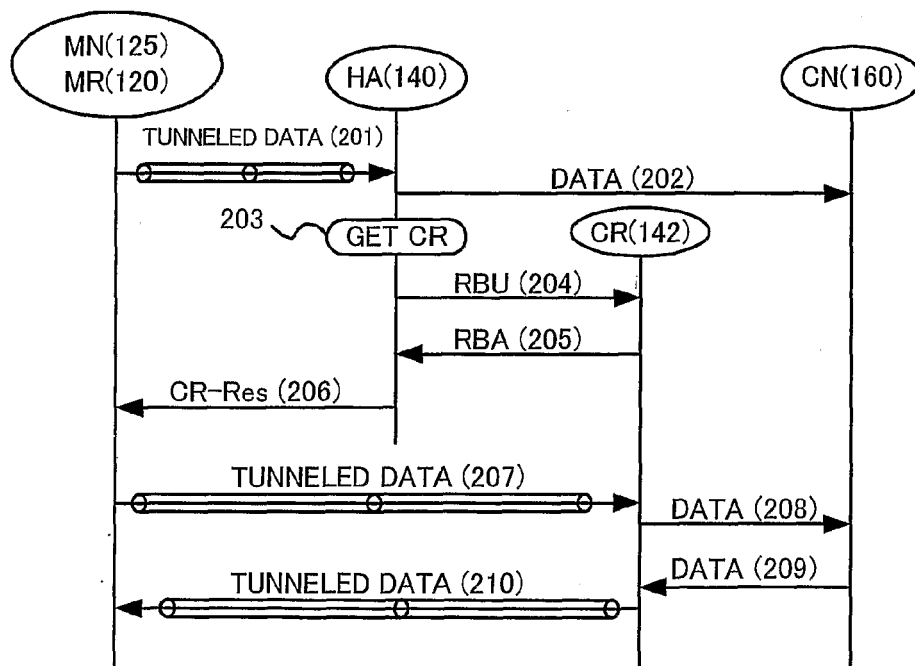 MN(125)
MR(120)
HA(140)
CN(160)
TUNNELED DATA (201)
DATA (202)
203
GET CR
CR(142)
RBU (204)
RBA (205)
CR-Res (206)
TUNNELED DATA (207)
DATA (208)
DATA (209)
TUNNELED DATA (210)